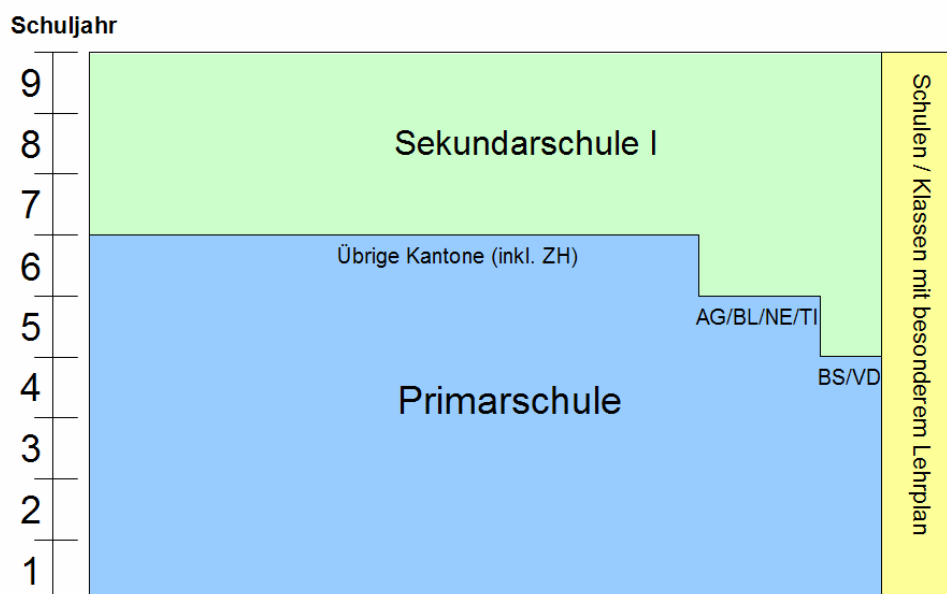 Schuljahr
9
8
7
6
5
4
3
2
1
Sekundarschule I
Übrige Kantone (inkl. ZH)
AG/BL/NE/TI
BS/VD
Primarschule
Schulen / Klassen mit besonderem Lehrplan